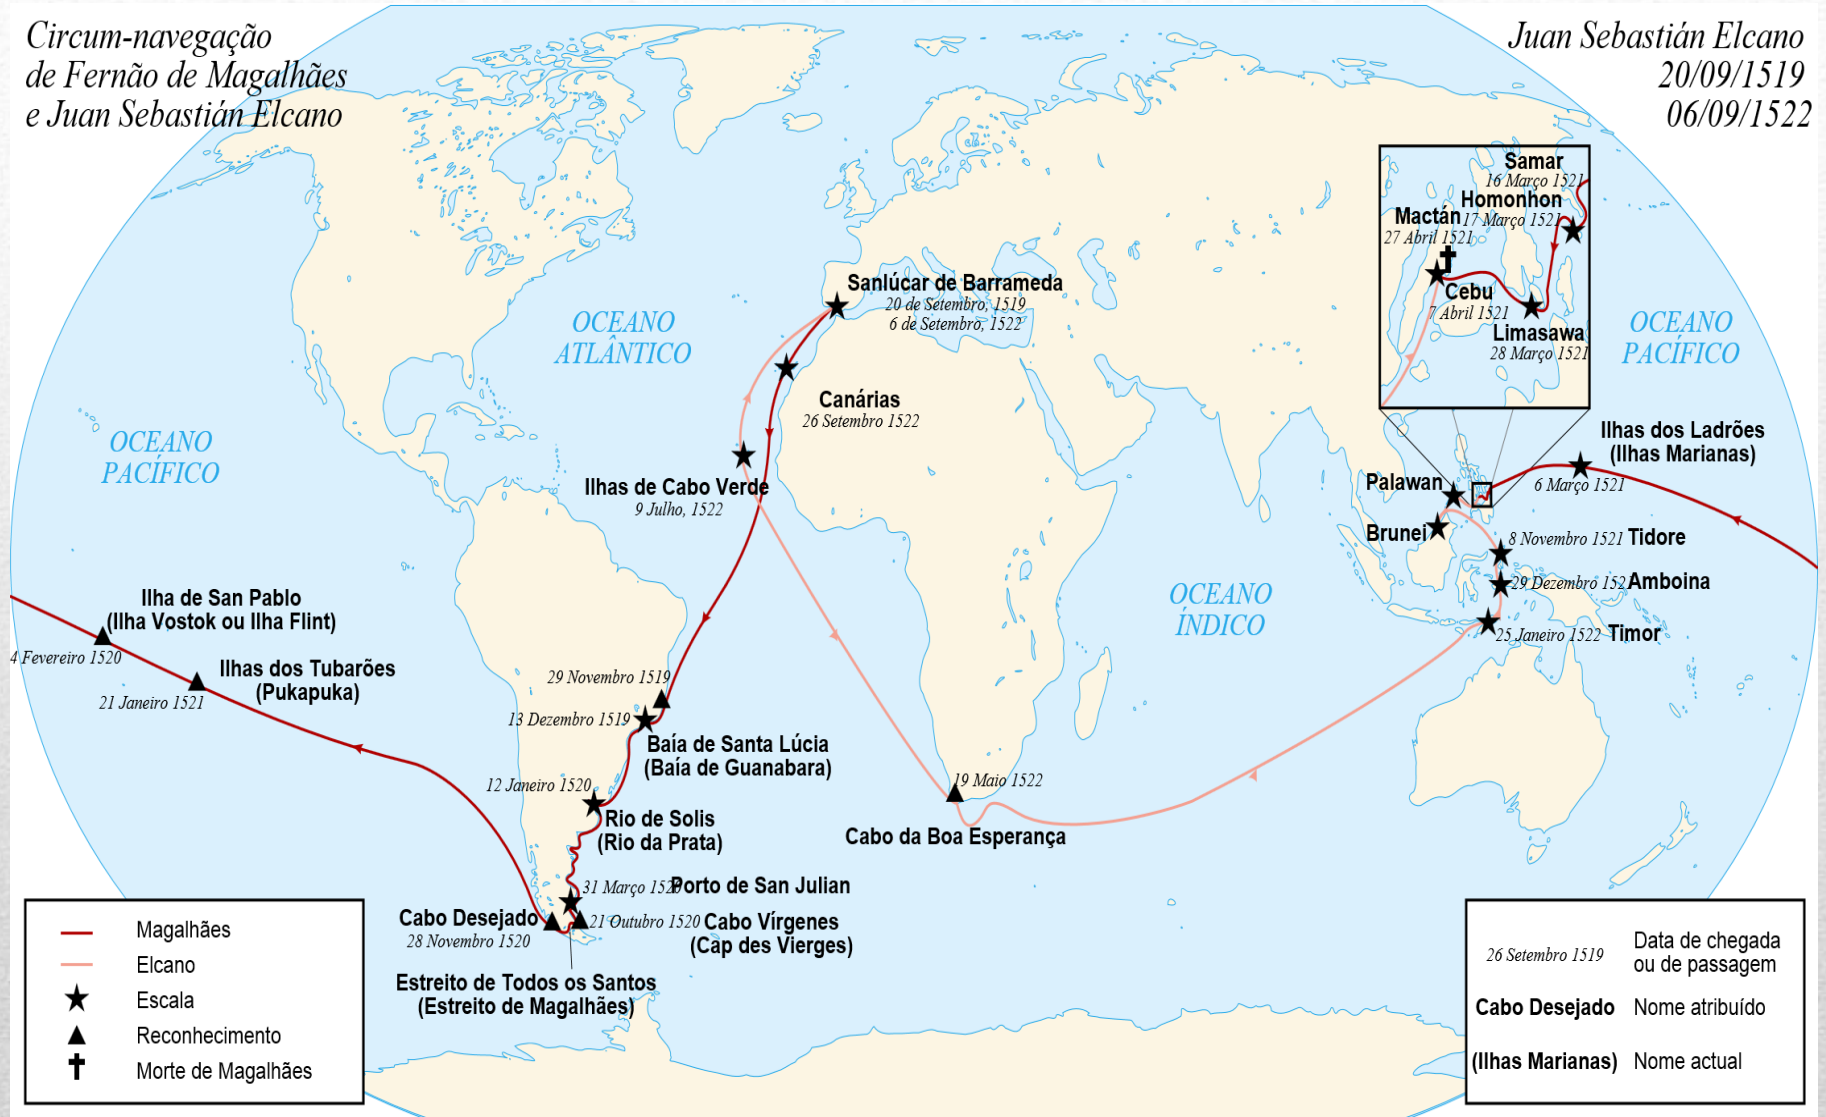 Circum-navegação
de Fernão de Magalhães
e Juan Sebastián Elcano
Juan Sebastián Elcano
20/09/1519
06/09/1522
Samar
16 Março 1521
Homonhon
17 Março 1521
Mactán
27 Abril 1521
Cebu
7 Abril 1521
Limasawa
28 Março 1521
Sanlúcar de Barrameda
20 de Setembro, 1519
6 de Setembro, 1522
OCEANO
ATLÂNTICO
OCEANO
PACÍFICO
Canárias
26 Setembro 1522
OCEANO
PACÍFICO
Ilhas dos Ladrões
(Ilhas Marianas)
6 Março 1521
Ilhas de Cabo Verde
9 Julho, 1522
Palawan
Brunei
8 Novembro 1521 Tidore
29 Dezembro 1521 Amboina
25 Janeiro 1522 Timor
OCEANO
ÍNDICO
Ilha de San Pablo
(Ilha Vostok ou Ilha Flint)
4 Fevereiro 1520
Ilhas dos Tubarões
(Pukapuka)
21 Janeiro 1521
29 Novembro 1519
13 Dezembro 1519
Baía de Santa Lúcia
(Baía de Guanabara)
12 Janeiro 1520
Rio de Solis
(Rio da Prata)
19 Maio 1522
Cabo da Boa Esperança
31 Março 1520
Porto de San Julian
21 Outubro 1520
Cabo Vírgenes
(Cap des Vierges)
Cabo Desejado
28 Novembro 1520
Estreito de Todos os Santos
(Estreito de Magalhães)
Magalhães
Elcano
Escala
Reconhecimento
Morte de Magalhães
26 Setembro 1519
Data de chegada
ou de passagem
Cabo Desejado Nome atribuído
(Ilhas Marianas) Nome actual